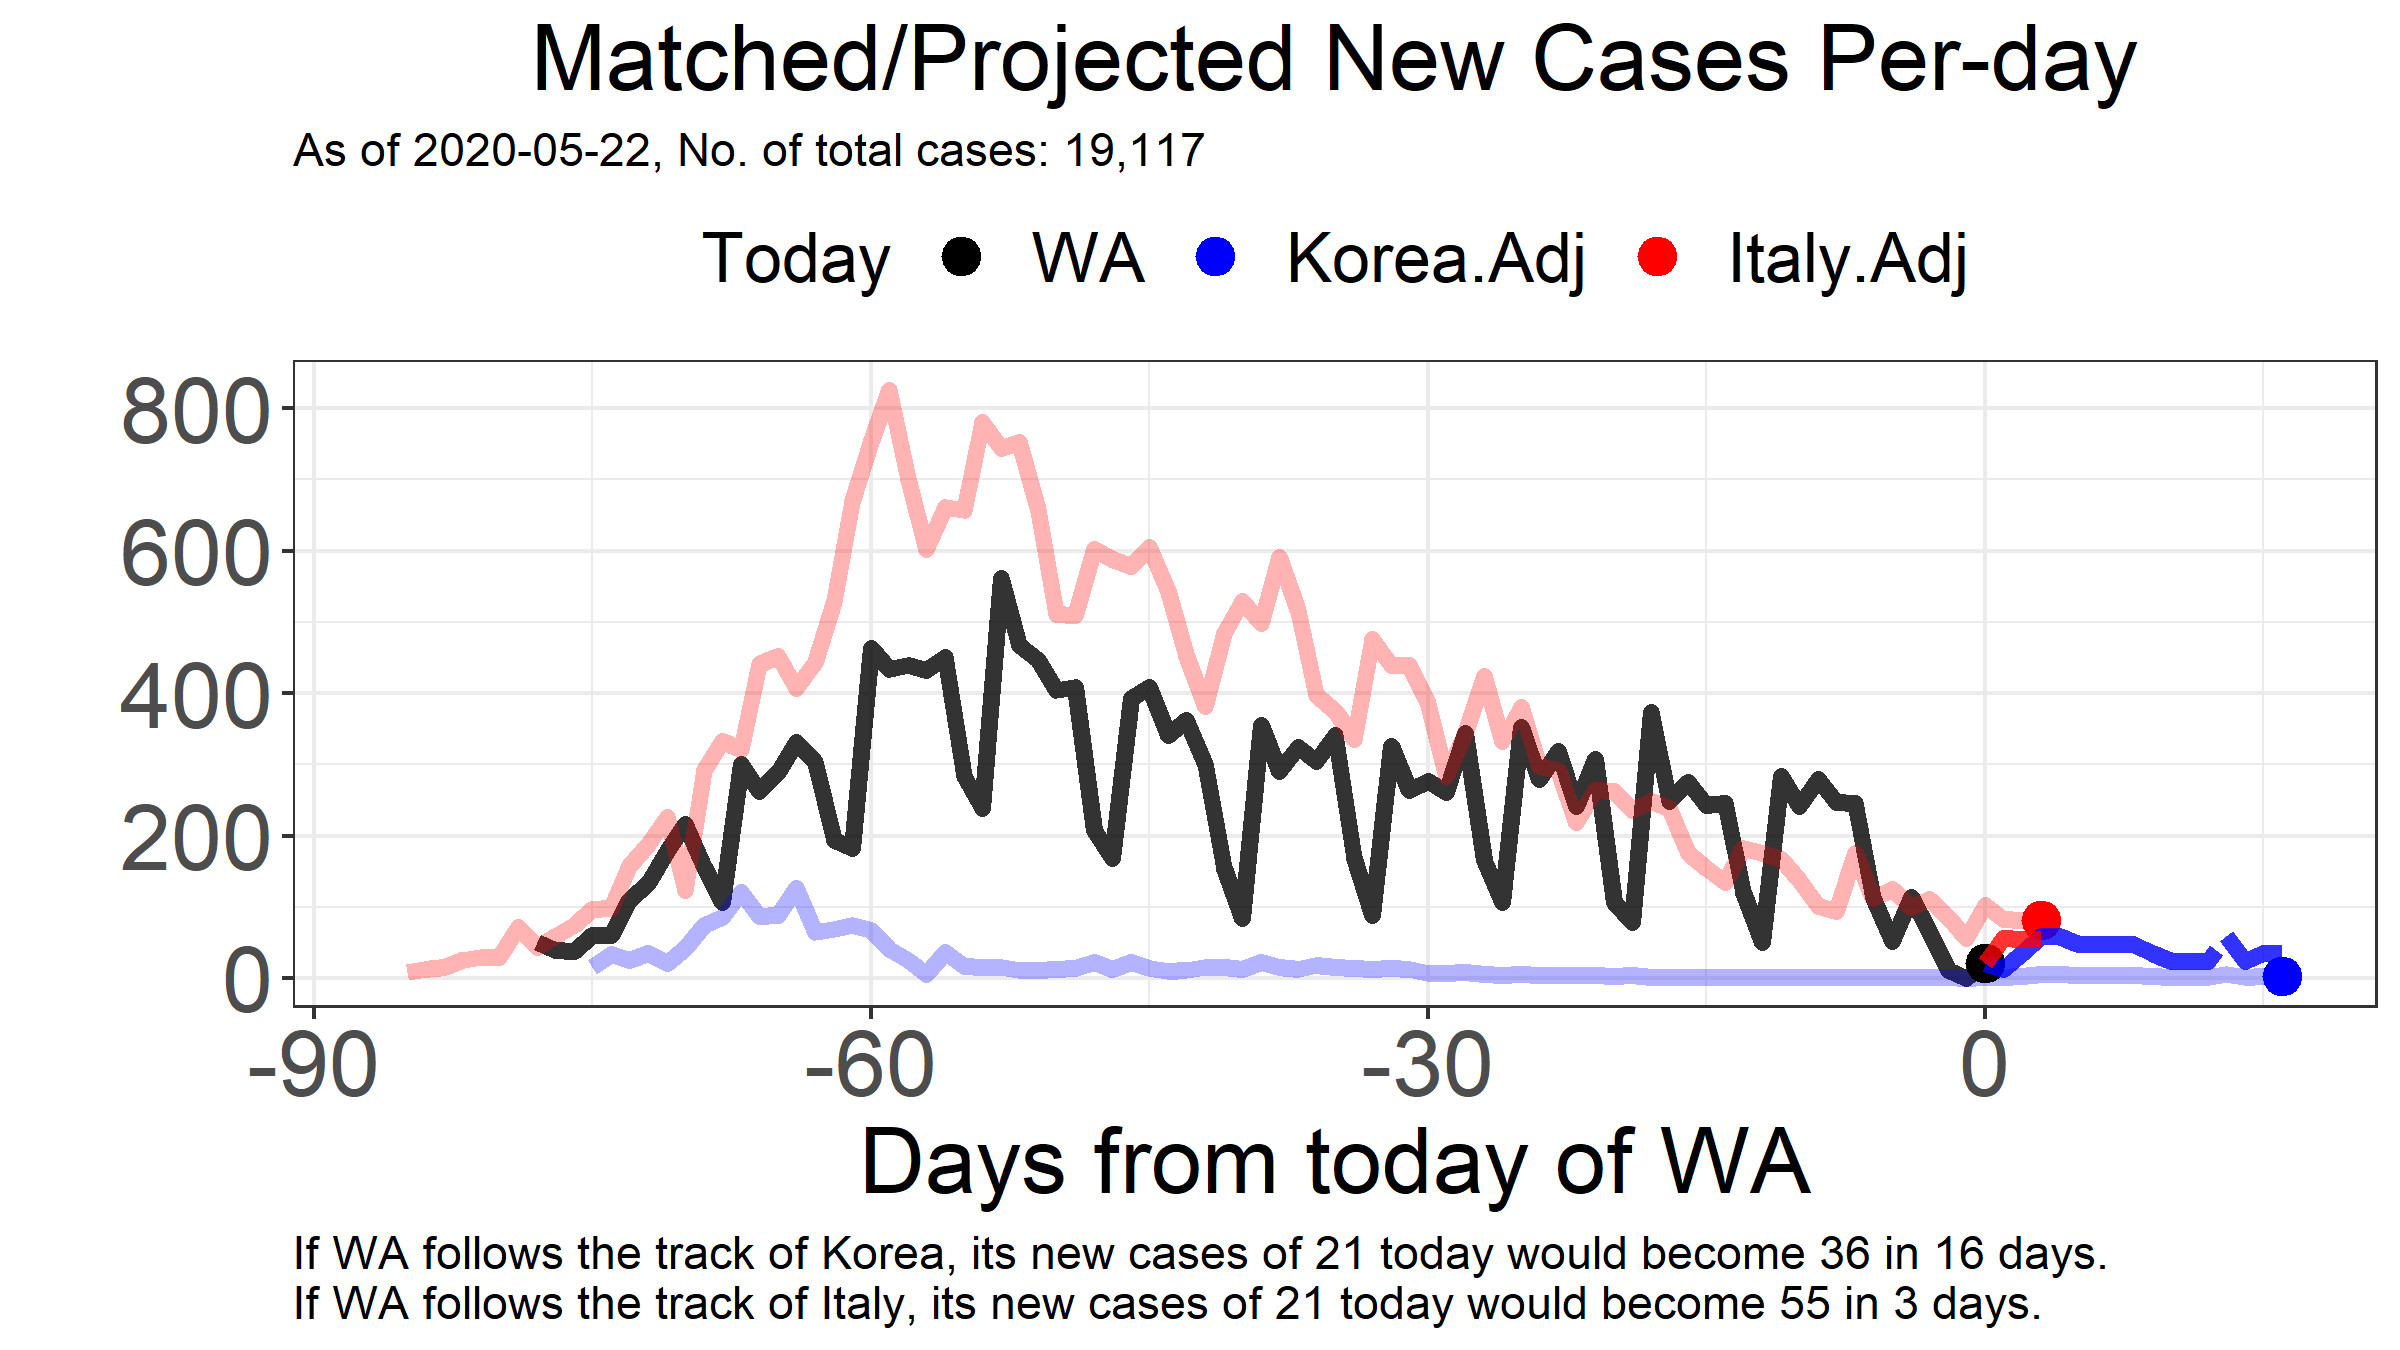 Matched/Projected New Cases Per-day
As of 2020-05-22, No. of total cases: 19,117
Today WA Korea.Adj Italy.Adj
800
600
400
200
0
-90 -60 -30 0
Days from today of WA
If WA follows the track of Korea, its new cases of 21 today would become 36 in 16 days.
If WA follows the track of Italy, its new cases of 21 today would become 55 in 3 days.